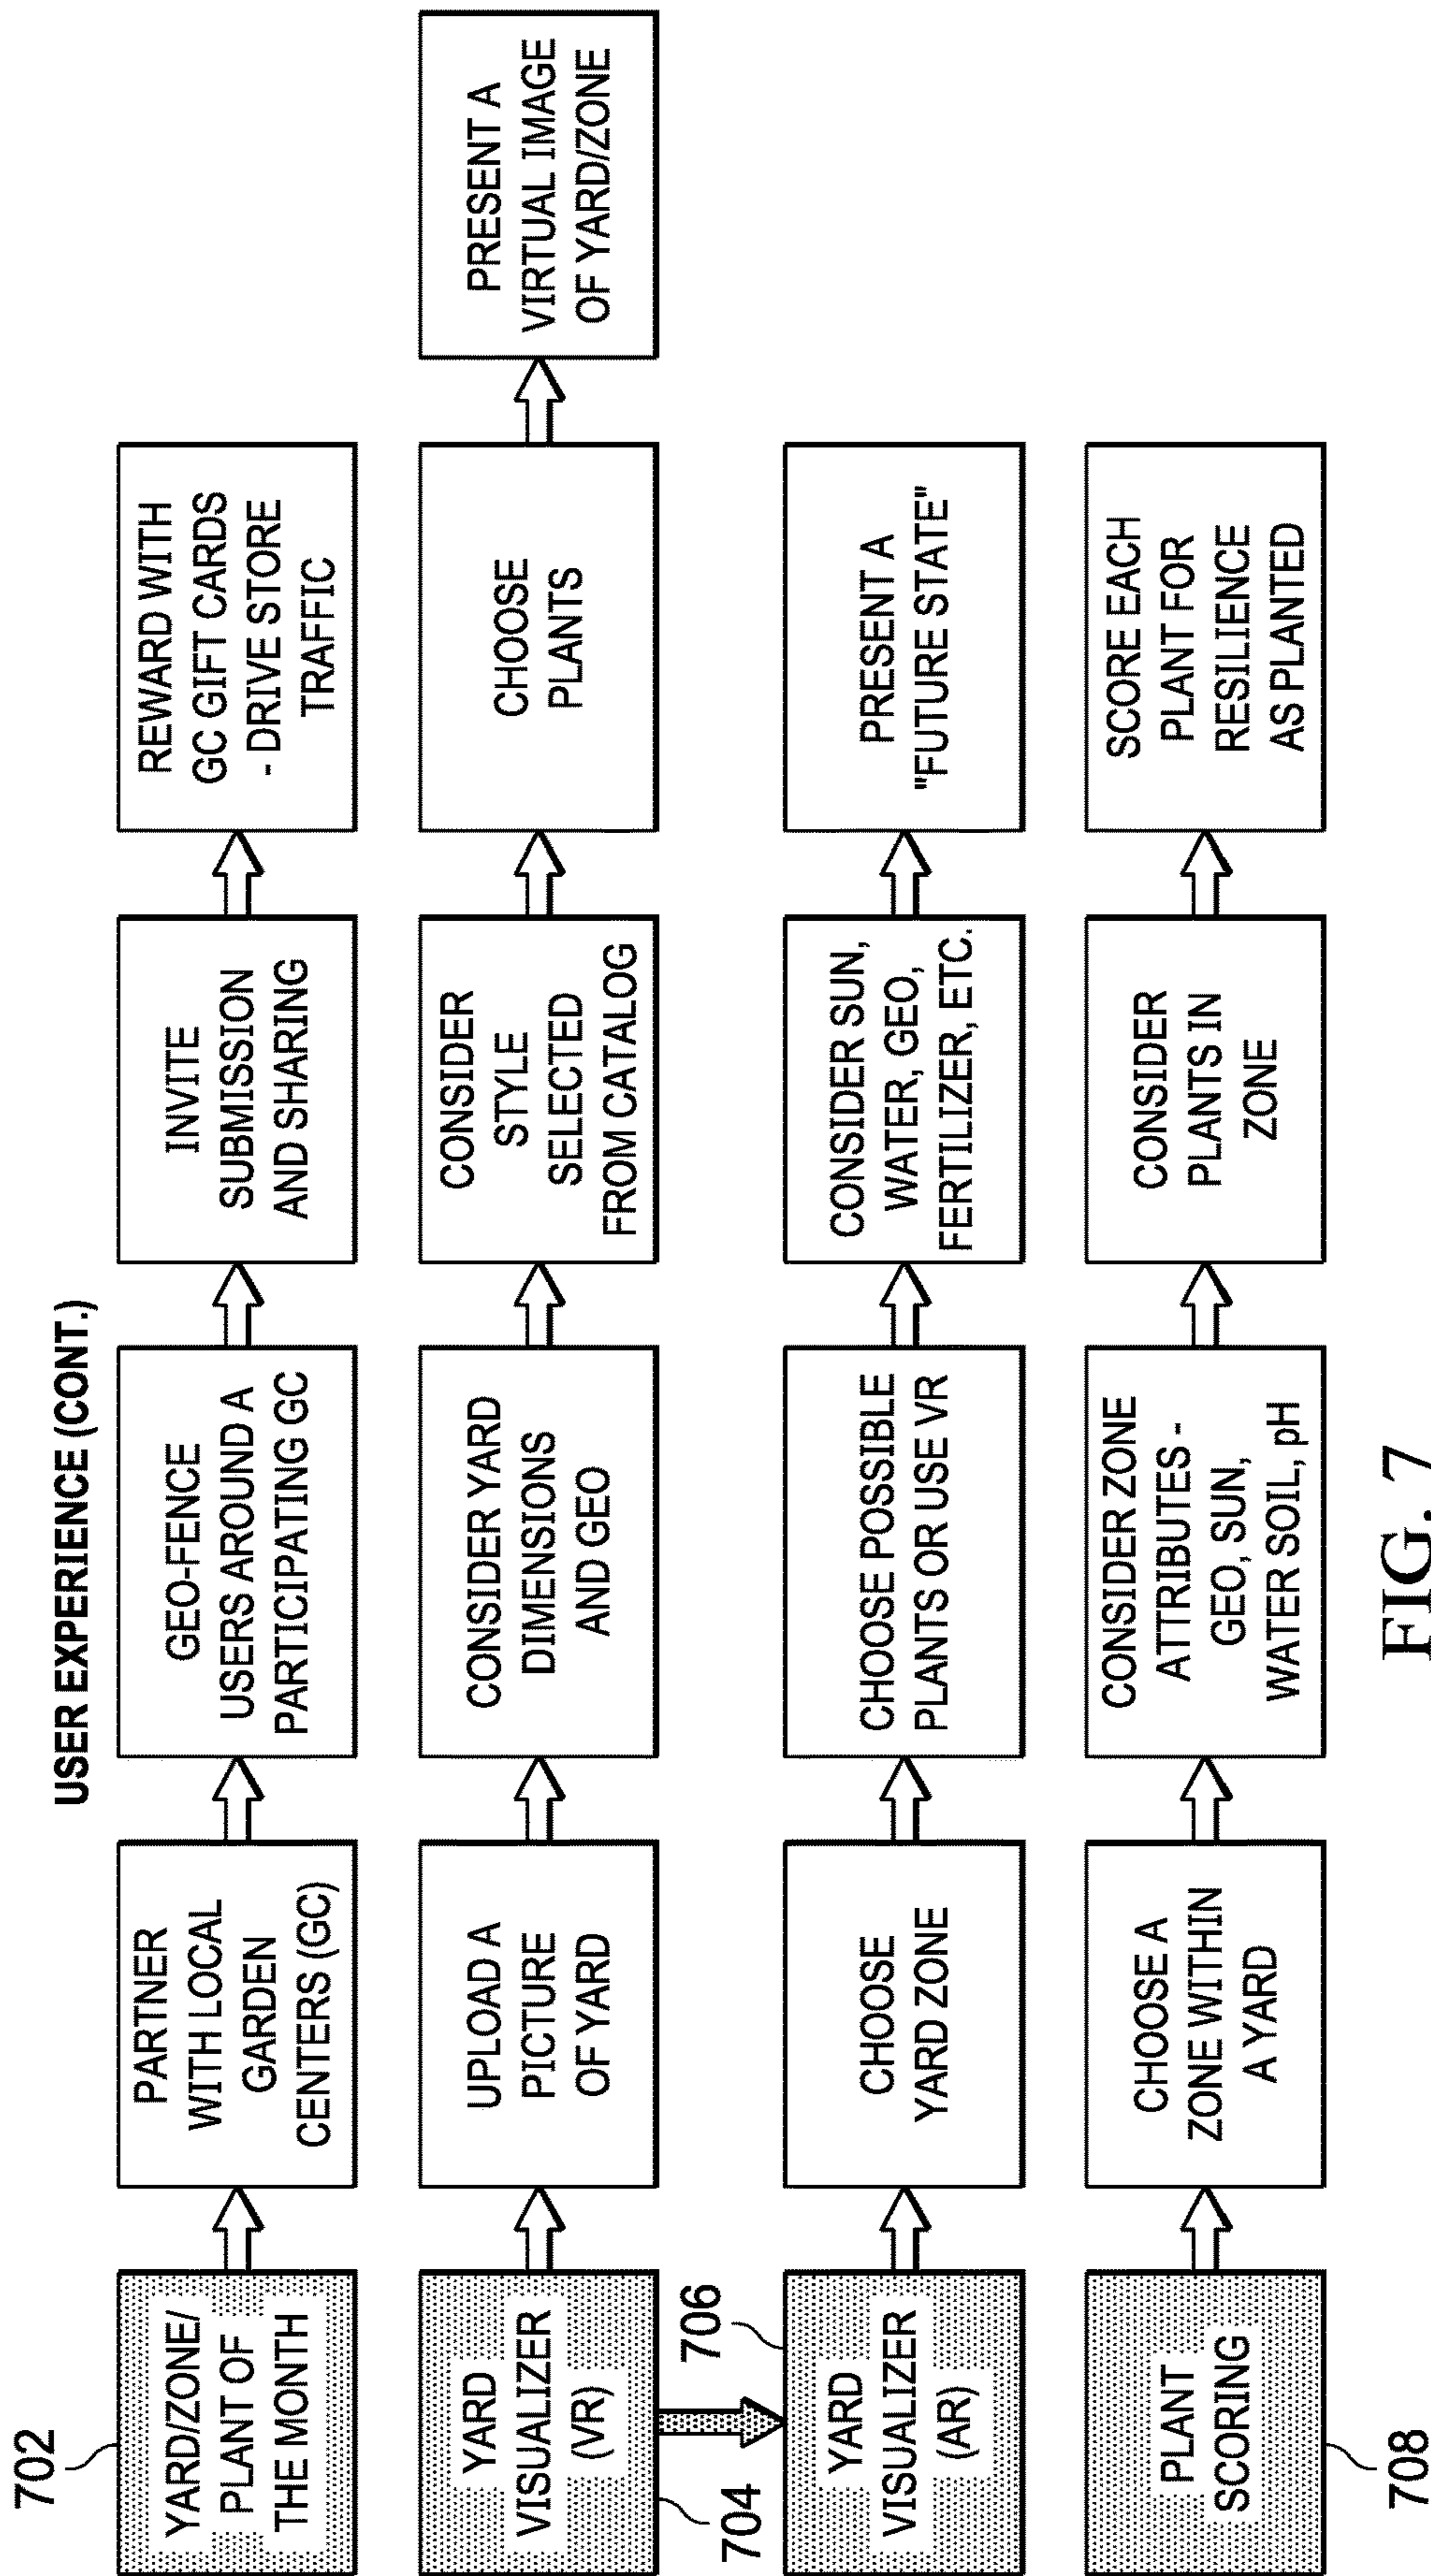 USER EXPERIENCE (CONT.)
702
YARD/ZONE/
PLANT OF
THE MONTH
PARTNER
WITH LOCAL
GARDEN
CENTERS (GC)
GEO-FENCE
USERS AROUND A
PARTICIPATING GC
INVITE
SUBMISSION
AND SHARING
REWARD WITH
GC GIFT CARDS
- DRIVE STORE
TRAFFIC
YARD
VISUALIZER
(VR)
704
UPLOAD A
PICTURE
OF YARD
CONSIDER YARD
DIMENSIONS
AND GEO
CONSIDER
STYLE
SELECTED
FROM CATALOG
CHOOSE
PLANTS
PRESENT A
VIRTUAL IMAGE
OF YARD/ZONE
706
YARD
VISUALIZER
(AR)
CHOOSE
YARD ZONE
CHOOSE POSSIBLE
PLANTS OR USE VR
CONSIDER SUN,
WATER, GEO,
FERTILIZER, ETC.
PRESENT A
"FUTURE STATE"
PLANT
SCORING
708
CHOOSE A
ZONE WITHIN
A YARD
CONSIDER ZONE
ATTRIBUTES -
GEO, SUN,
WATER SOIL, pH
CONSIDER
PLANTS IN
ZONE
SCORE EACH
PLANT FOR
RESILIENCE
AS PLANTED
FIG. 7